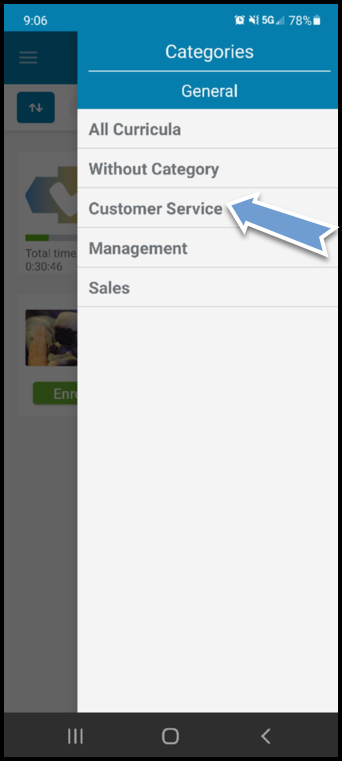 9:06 5G 78%
Categories
General
All Curricula
Without Category
Customer Service
Management
Sales
Total time
0:30:46
Enro